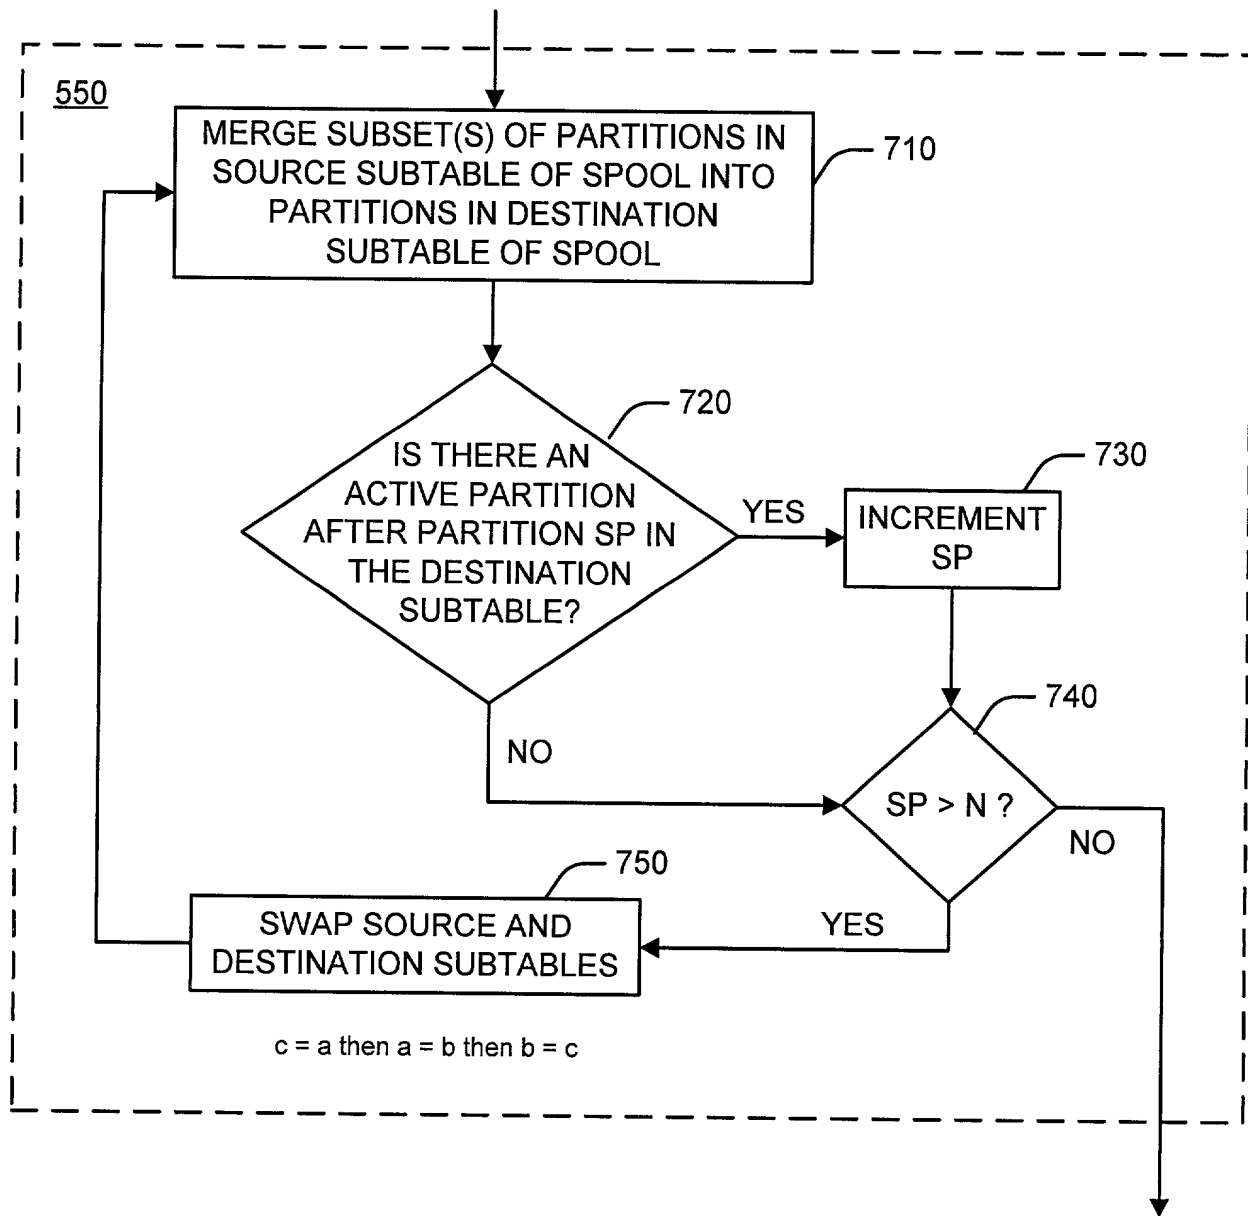 550
MERGE SUBSET(S) OF PARTITIONS IN
SOURCE SUBTABLE OF SPOOL INTO
PARTITIONS IN DESTINATION
SUBTABLE OF SPOOL
710
720
IS THERE AN
ACTIVE PARTITION
AFTER PARTITION SP IN
THE DESTINATION
SUBTABLE?
YES
730
INCREMENT
SP
NO
740
SP > N ?
NO
YES
750
SWAP SOURCE AND
DESTINATION SUBTABLES
c = a then a = b then b = c